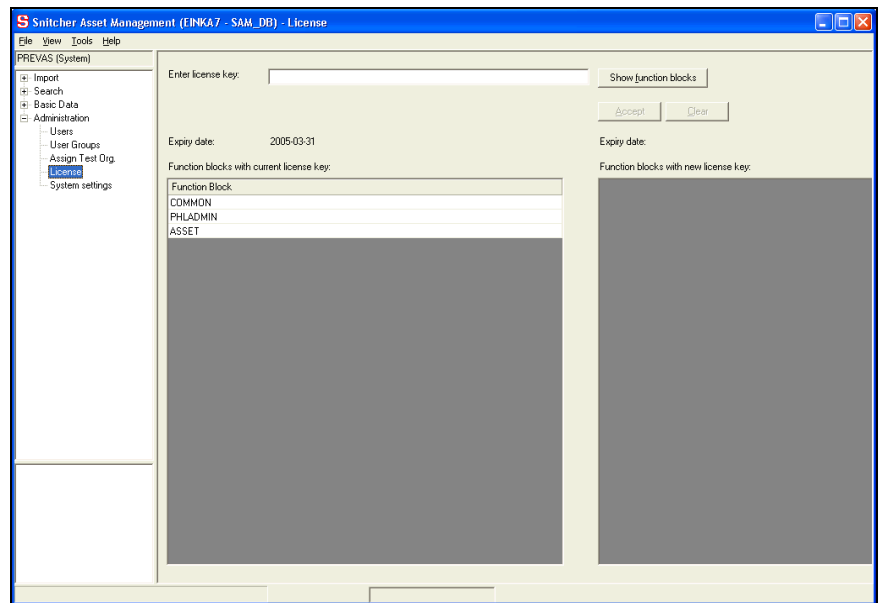 S Snitcher Asset Management (EINKA7 - SAM_DB) - License
File View Tools Help
PREVAS (System)
Import
Search
Basic Data
Administration
Users
User Groups
Assign Test Org.
License
System settings
Enter license key:
Show function blocks
Accept Clear
Expiry date: 2005-03-31
Expiry date:
Function blocks with current license key:
Function blocks with new license key:
Function Block
COMMON
PHLADMIN
ASSET